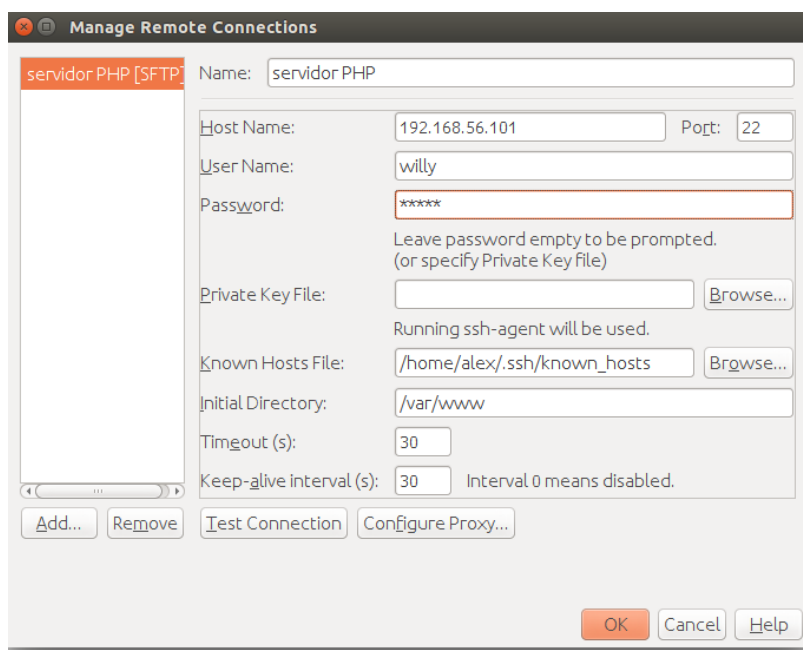 Manage Remote Connections
servidor PHP [SFTP]
Name: servidor PHP
Host Name: 192.168.56.101 Port: 22
User Name: willy
Password: *****
Leave password empty to be prompted.
(or specify Private Key file)
Private Key File: Browse...
Running ssh-agent will be used.
Known Hosts File: /home/alex/.ssh/known_hosts Browse...
Initial Directory: /var/www
Timeout (s): 30
Keep-alive interval (s): 30 Interval 0 means disabled.
Add... Remove Test Connection Configure Proxy...
OK Cancel Help